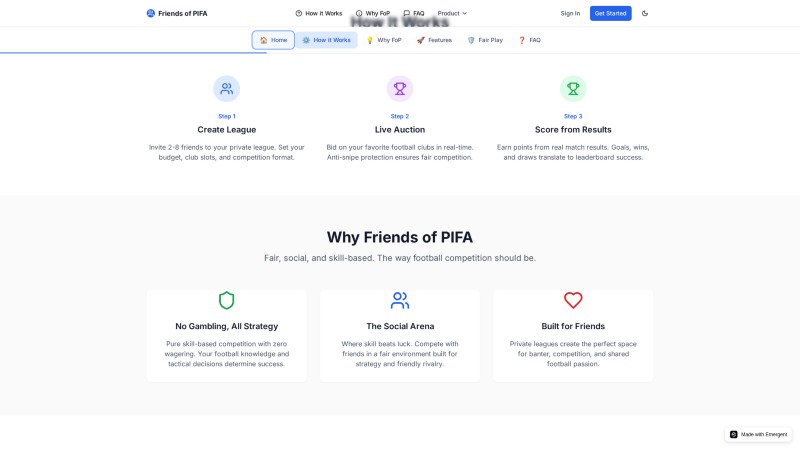 Friends of PIFA
How It Works
Why FoP
FAQ
Product
Sign In
Get Started
How It Works
🏠 Home
⚙️ How It Works
💡 Why FoP
🚀 Features
🛡️ Fair Play
❓ FAQ
Step 1
Create League
Invite 2-8 friends to your private league. Set your
budget, club slots, and competition format.
Step 2
Live Auction
Bid on your favorite football clubs in real-time.
Anti-snipe protection ensures fair competition.
Step 3
Score from Results
Earn points from real match results. Goals, wins,
and draws translate to leaderboard success.
Why Friends of PIFA
Fair, social, and skill-based. The way football competition should be.
No Gambling, All Strategy
Pure skill-based competition with zero
wagering. Your football knowledge and
tactical decisions determine success.
The Social Arena
Where skill beats luck. Compete with
friends in a fair environment built for
strategy and friendly rivalry.
Built for Friends
Private leagues create the perfect space
for banter, competition, and shared
football passion.
Made with Emergent